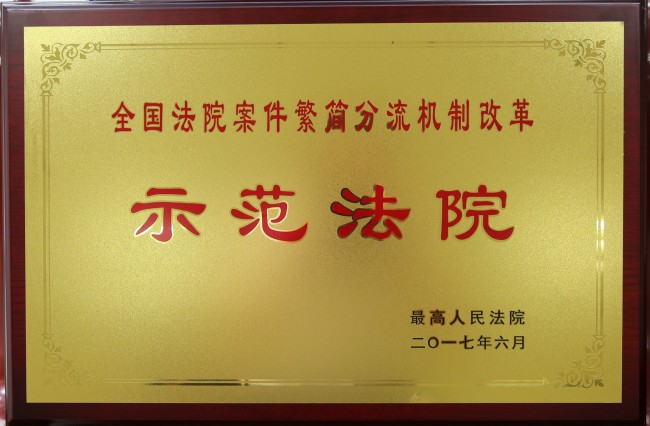 全国法院案件繁简分流机制改革
示范法院
最高人民法院
二〇一七年六月